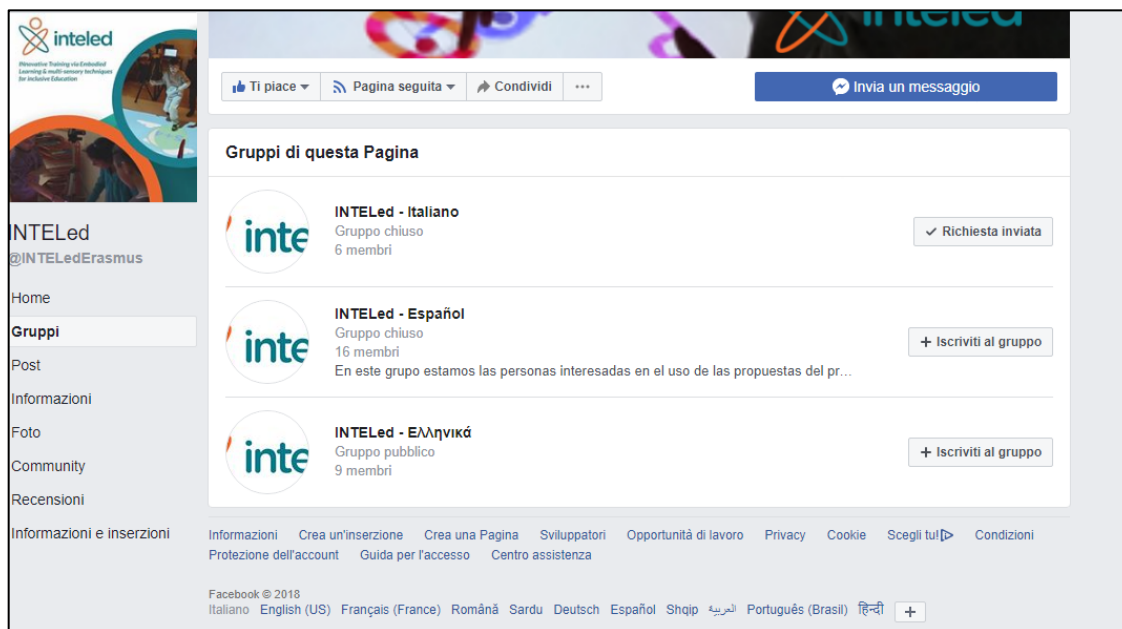 inteled
INnovative Training via Embodied
Learning & multi-sensory techniques
for inclusive Education
inteled
Ti piace
Pagina seguita
Condividi
Invia un messaggio
Gruppi di questa Pagina
INTELed - Italiano
Gruppo chiuso
6 membri
Richiesta inviata
INTELed - Español
Gruppo chiuso
16 membri
En este grupo estamos las personas interesadas en el uso de las propuestas del pr…
+ Iscriviti al gruppo
INTELed - Ελληνικά
Gruppo pubblico
9 membri
+ Iscriviti al gruppo
INTELed
@INTELedErasmus
Home
Gruppi
Post
Informazioni
Foto
Community
Recensioni
Informazioni e inserzioni
Informazioni Crea un'inserzione Crea una Pagina Sviluppatori Opportunità di lavoro Privacy Cookie Scegli tu! Condizioni
Protezione dell'account Guida per l'accesso Centro assistenza
Facebook © 2018
Italiano English (US) Français (France) Română Sardu Deutsch Español Shqip العربية Português (Brasil) हिन्दी +